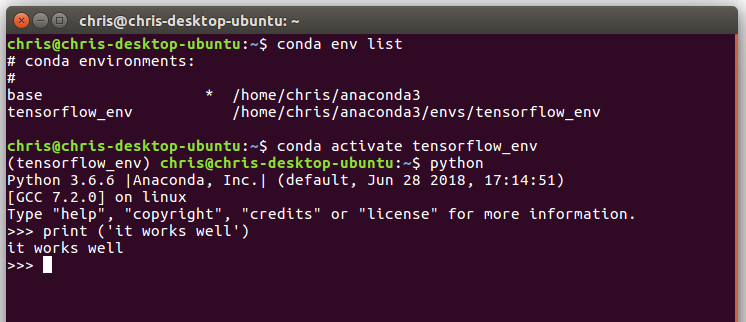 chris@chris-desktop-ubuntu: ~
chris@chris-desktop-ubuntu:~$ conda env list
# conda environments:
#
base                  *  /home/chris/anaconda3
tensorflow_env           /home/chris/anaconda3/envs/tensorflow_env
chris@chris-desktop-ubuntu:~$ conda activate tensorflow_env
(tensorflow_env) chris@chris-desktop-ubuntu:~$ python
Python 3.6.6 |Anaconda, Inc.| (default, Jun 28 2018, 17:14:51)
[GCC 7.2.0] on linux
Type "help", "copyright", "credits" or "license" for more information.
>>> print ('it works well')
it works well
>>>